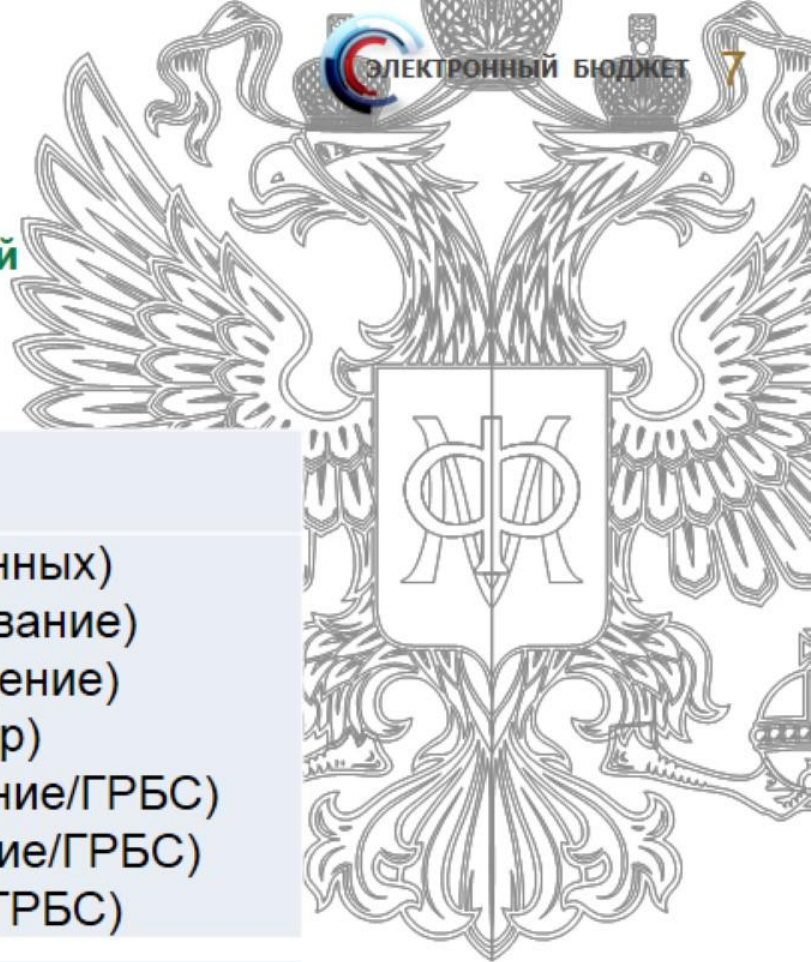 ЭЛЕКТРОННЫЙ БЮДЖЕТ 7
й
нных)
вание)
ение)
р)
ние/ГРБС)
ие/ГРБС)
ГРБС)